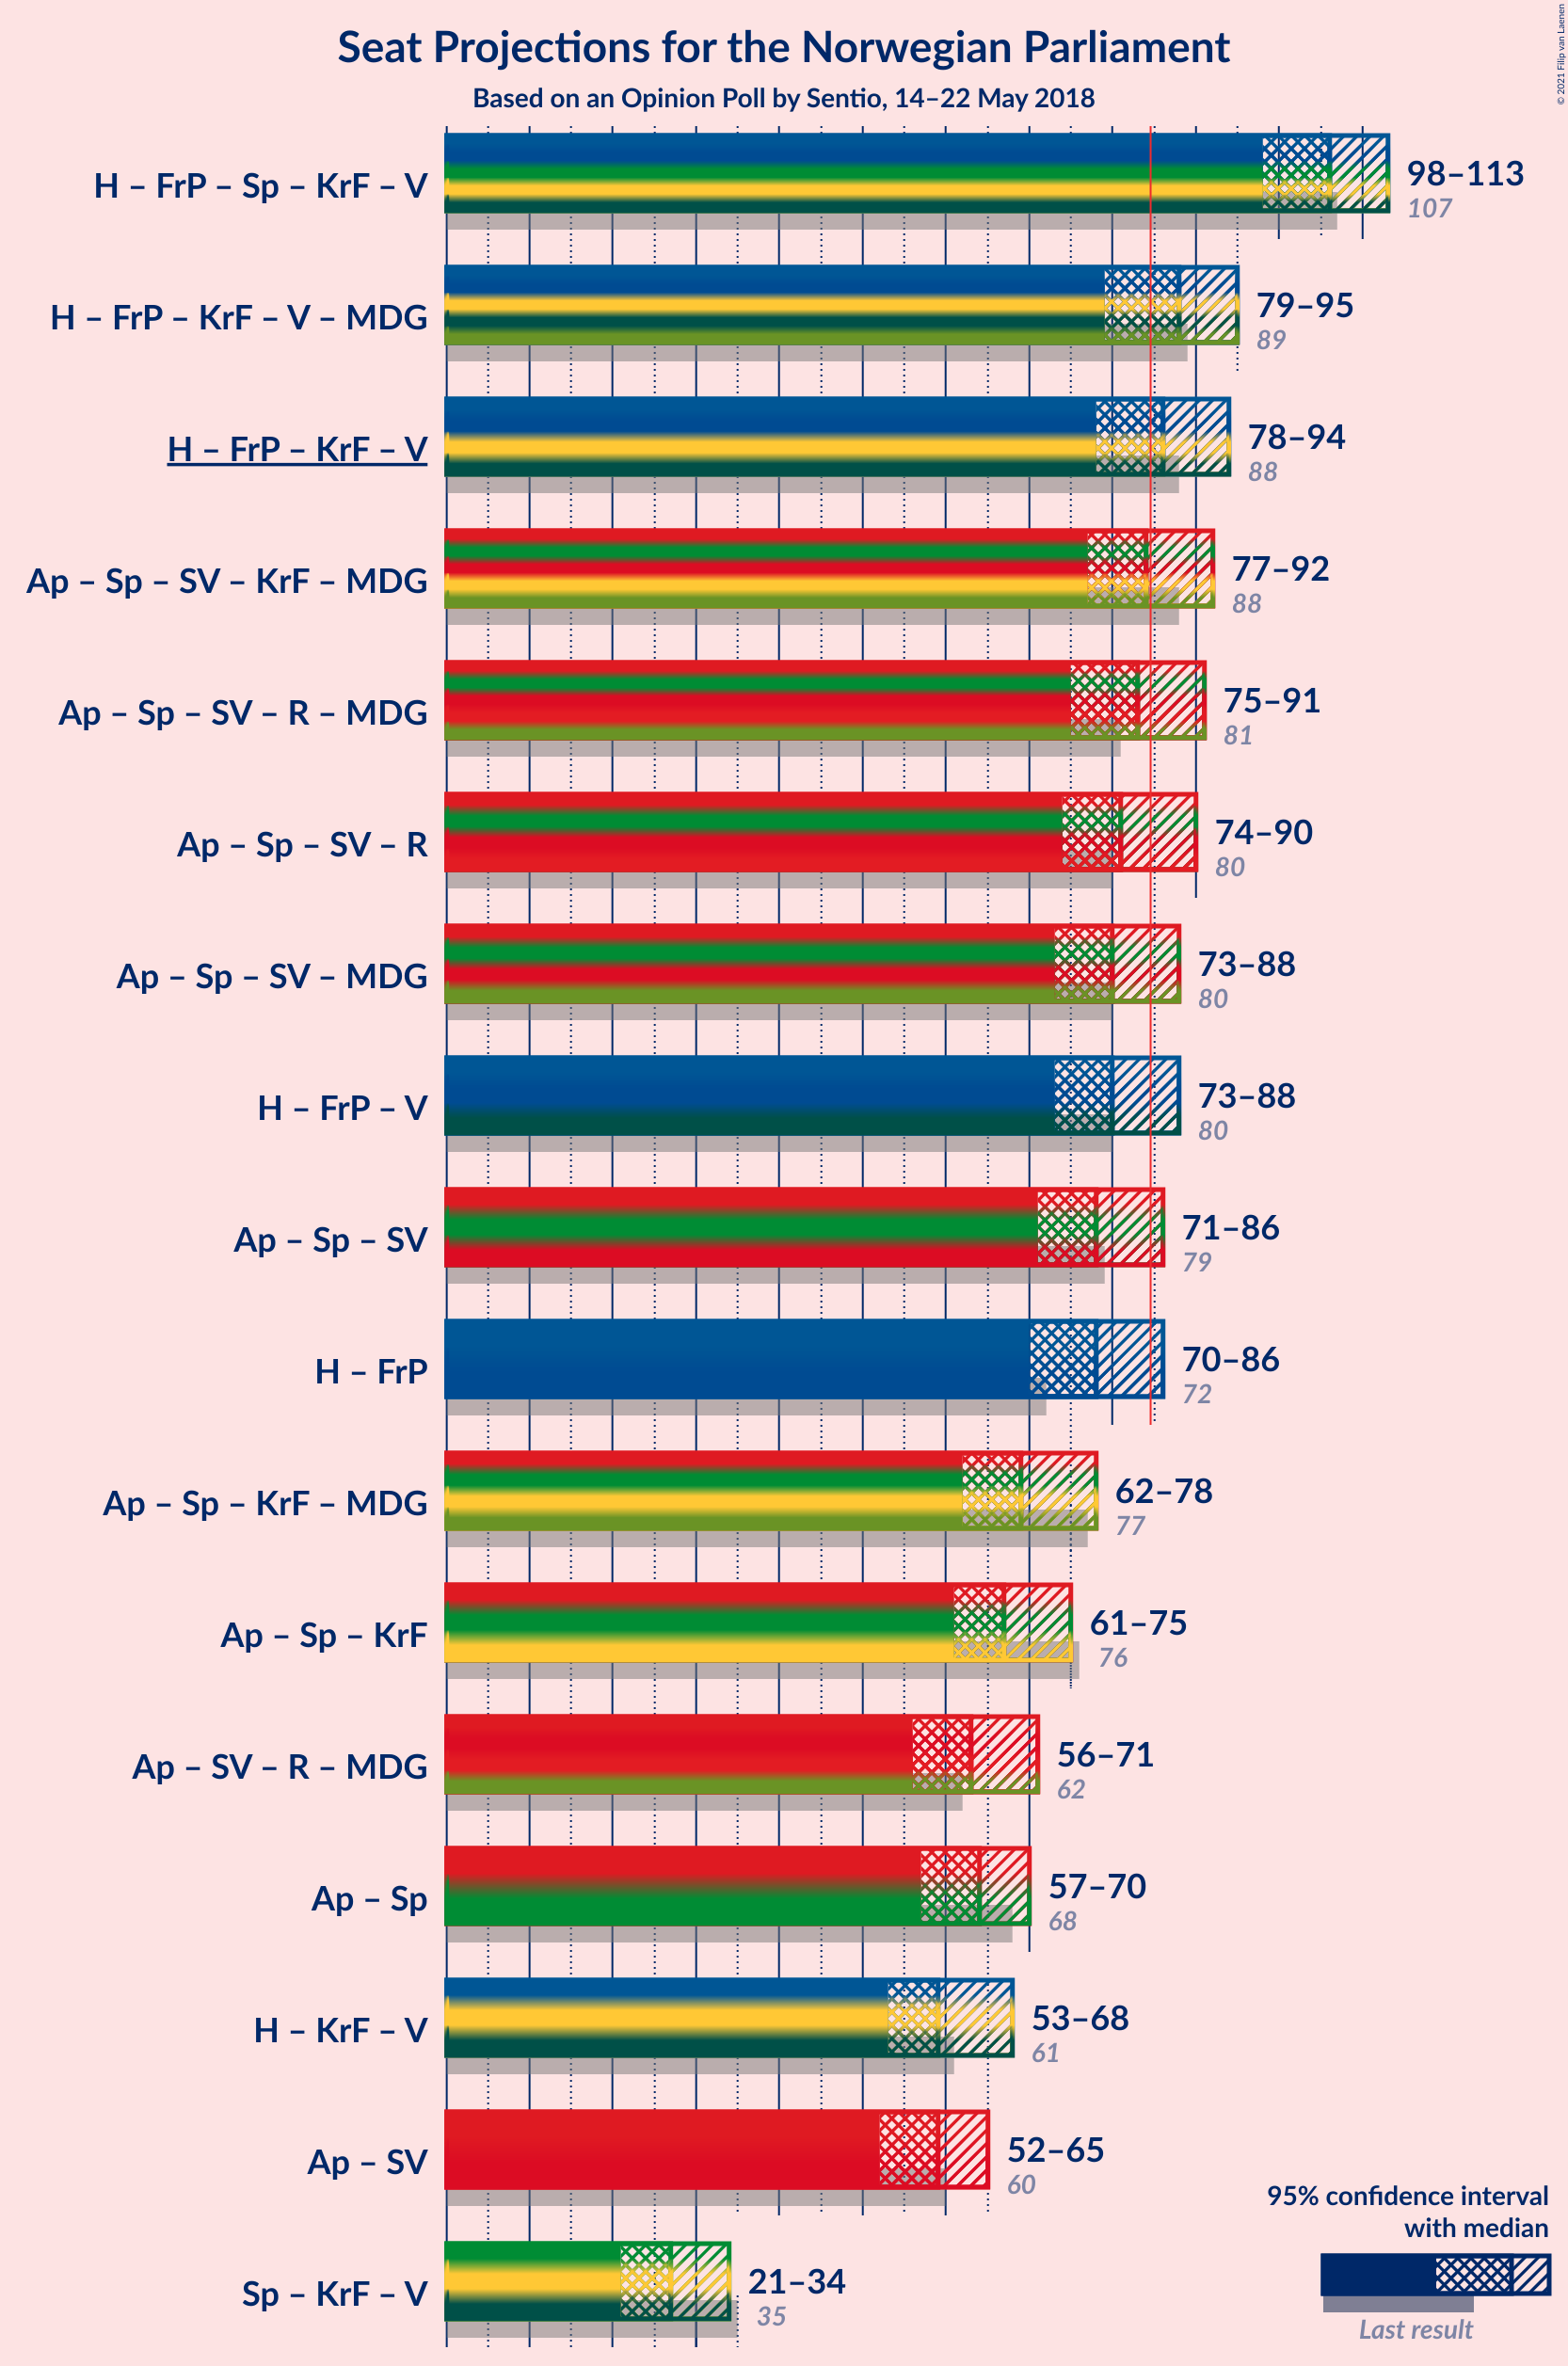 Seat Projections for the Norwegian Parliament
Based on an Opinion Poll by Sentio, 14–22 May 2018
© 2021 Filip van Laenen
H – FrP – Sp – KrF – V
98–113
107
H – FrP – KrF – V – MDG
79–95
89
H – FrP – KrF – V
78–94
88
Ap – Sp – SV – KrF – MDG
77–92
88
Ap – Sp – SV – R – MDG
75–91
81
Ap – Sp – SV – R
74–90
80
Ap – Sp – SV – MDG
73–88
80
H – FrP – V
73–88
80
Ap – Sp – SV
71–86
79
H – FrP
70–86
72
Ap – Sp – KrF – MDG
62–78
77
Ap – Sp – KrF
61–75
76
Ap – SV – R – MDG
56–71
62
Ap – Sp
57–70
68
H – KrF – V
53–68
61
Ap – SV
52–65
60
Sp – KrF – V
21–34
35
95% confidence interval
with median
Last result